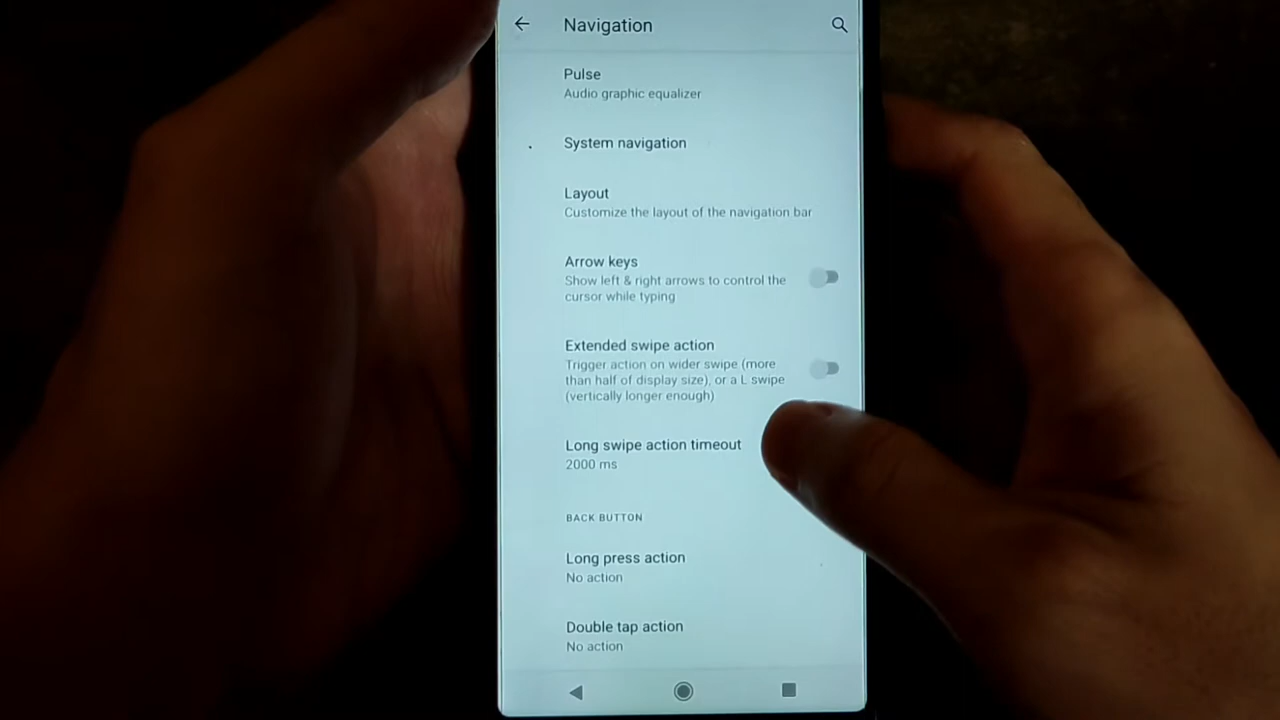 Navigation
Pulse
Audio graphic equalizer
System navigation
Layout
Customize the layout of the navigation bar
Arrow keys
Show left & right arrows to control the
cursor while typing
Extended swipe action
Trigger action on wider swipe (more
than half of display size), or a L swipe
(vertically longer enough)
Long swipe action timeout
2000 ms
BACK BUTTON
Long press action
No action
Double tap action
No action